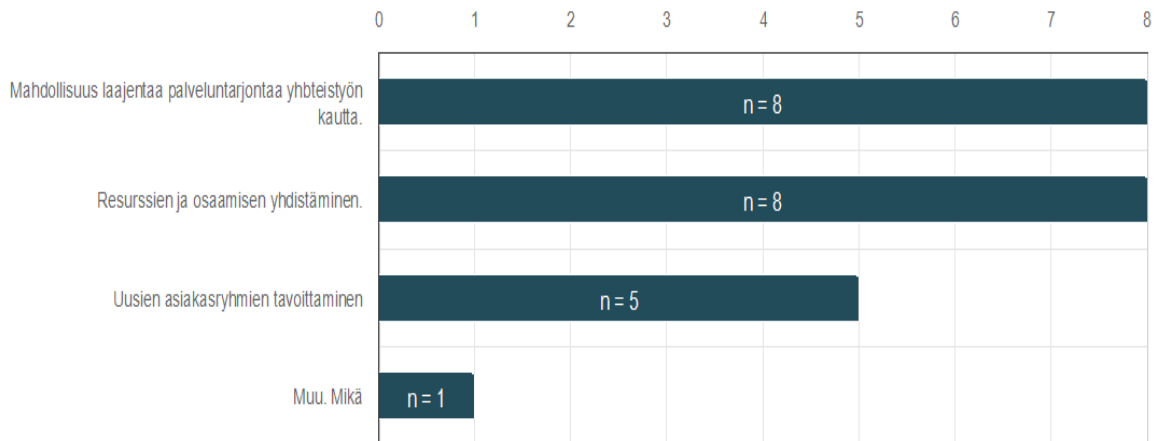 0 1 2 3 4 5 6 7 8
Mahdollisuus laajentaa palveluntarjontaa yhbteistyön
kautta.
n = 8
Resurssien ja osaamisen yhdistäminen.
n = 8
Uusien asiakasryhmien tavoittaminen
n = 5
Muu. Mikä
n = 1